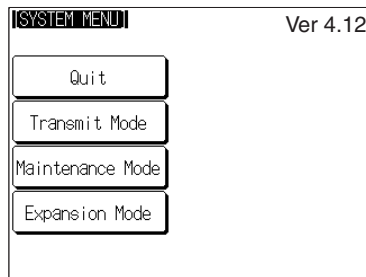 [SYSTEM MENU]
Ver 4.12
Quit
Transmit Mode
Maintenance Mode
Expansion Mode